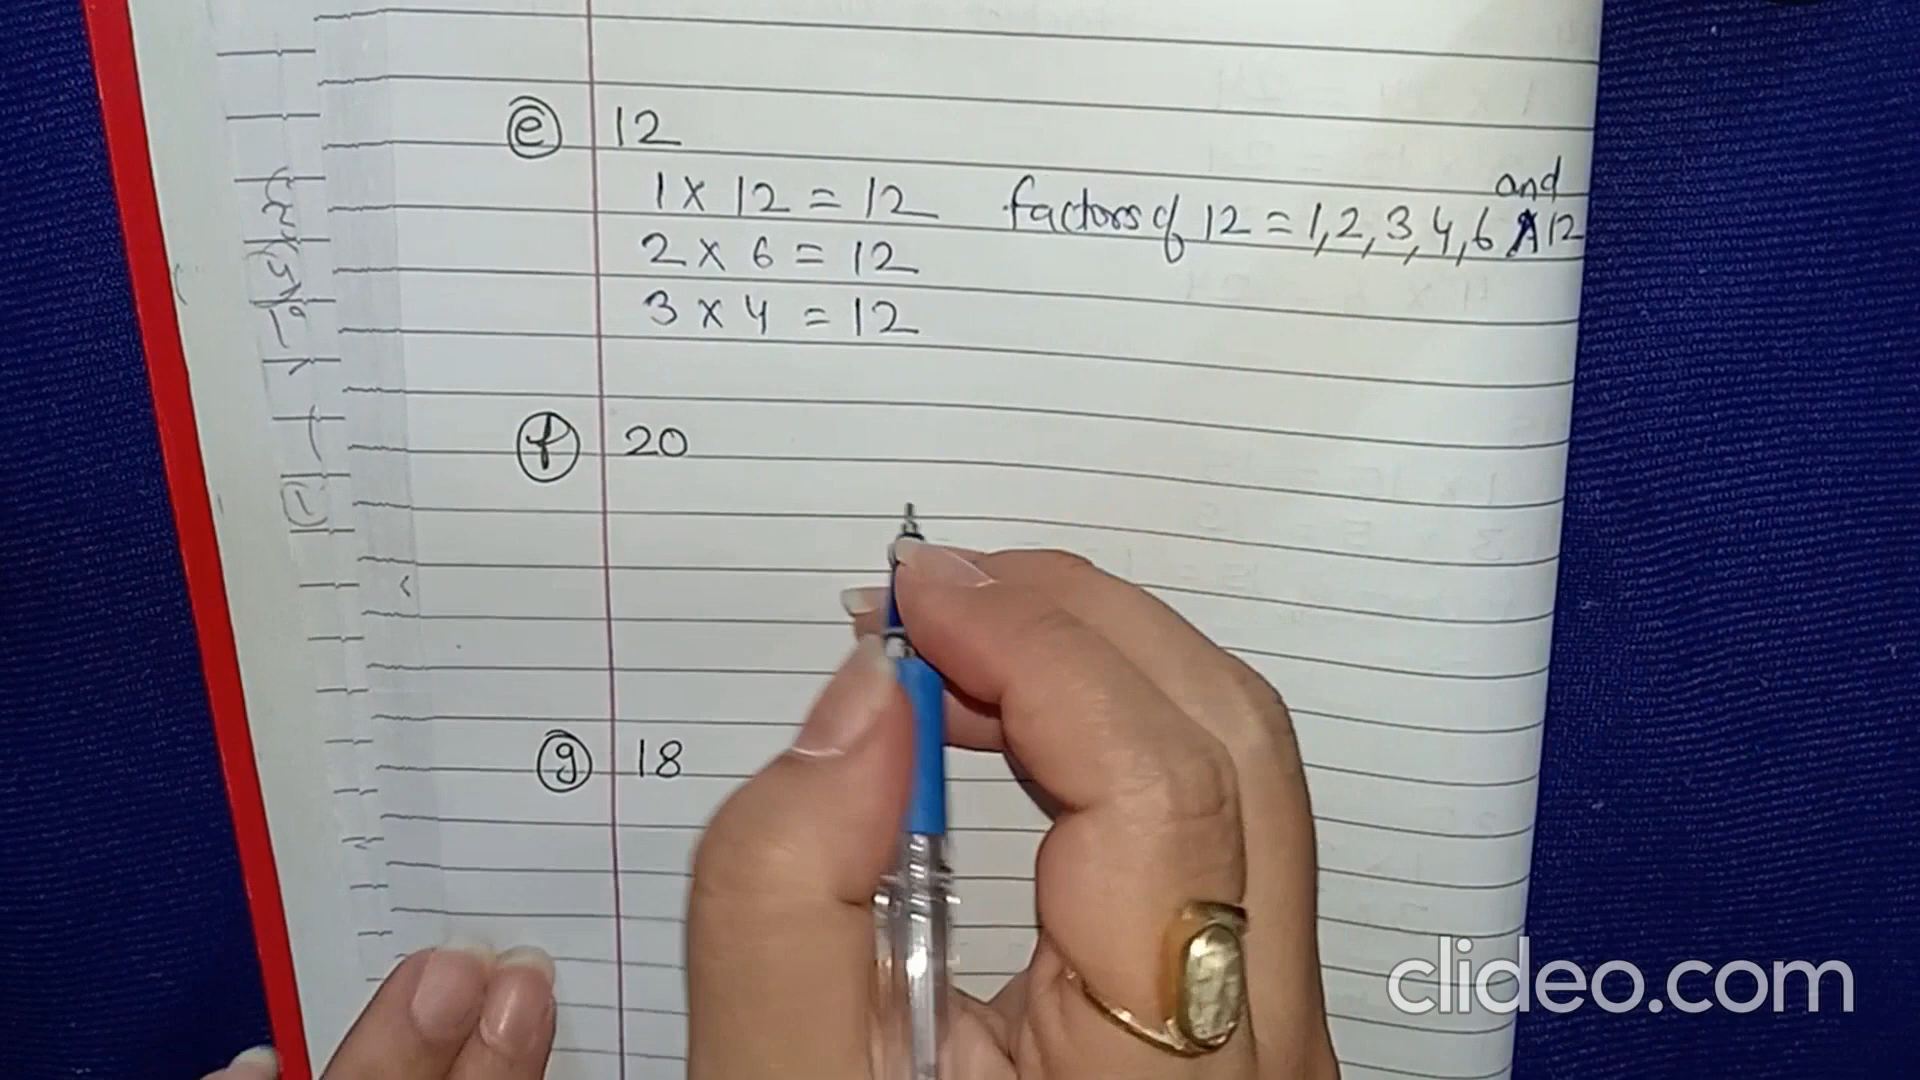 ⓔ 12
1 × 12 = 12 factors of 12 = 1, 2, 3, 4, 6 and 12
2 × 6 = 12
3 × 4 = 12
ⓕ 20
ⓖ 18
clideo.com